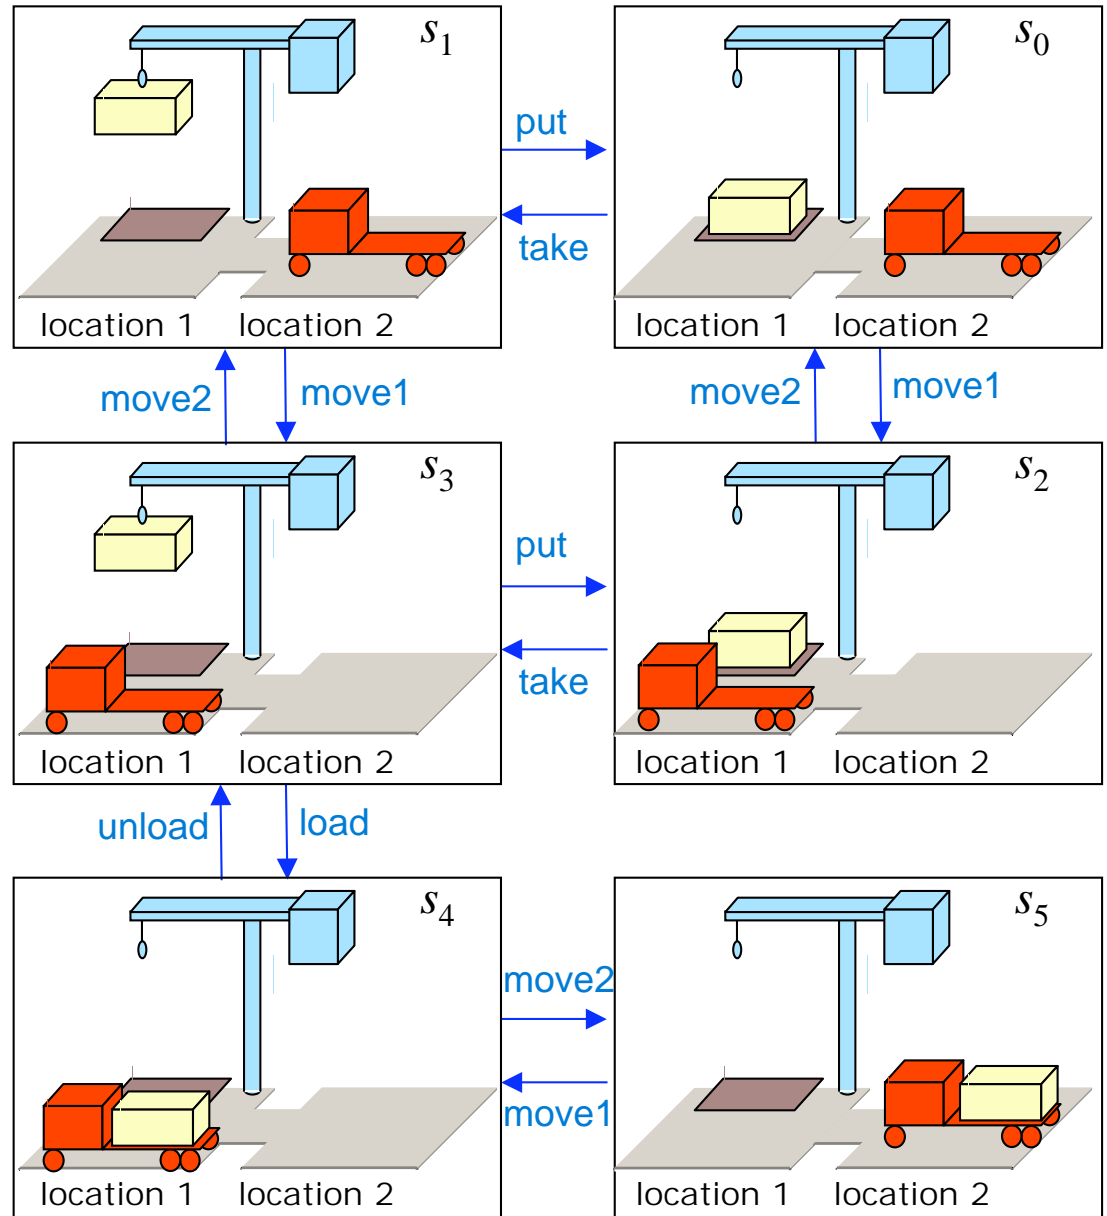 s1
s0
put
take
location 1 location 2
location 1 location 2
move2 move1
move2 move1
s3
s2
put
take
location 1 location 2
location 1 location 2
unload load
s4
s5
move2
move1
location 1 location 2
location 1 location 2